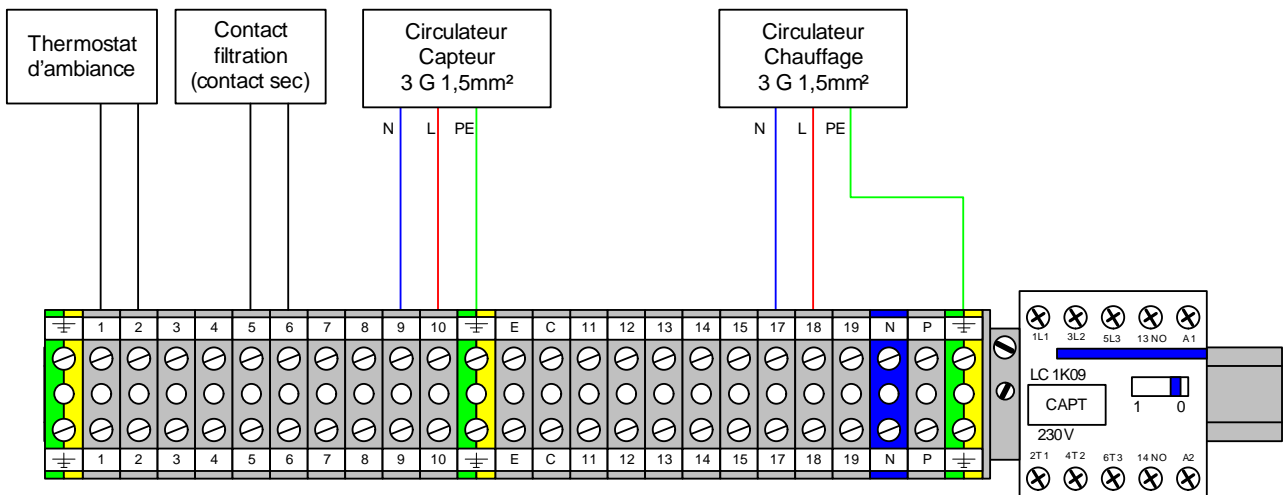 Thermostat
d'ambiance
Contact
filtration
(contact sec)
Circulateur
Capteur
3 G 1,5mm²
Circulateur
Chauffage
3 G 1,5mm²
N L PE
N L PE
1 2 3 4 5 6 7 8 9 10 E C 11 12 13 14 15 17 18 19 N P
1L1 3L2 5L3 13 NO A1
LC 1K09
CAPT
1 0
230V
1 2 3 4 5 6 7 8 9 10 E C 11 12 13 14 15 17 18 19 N P
2T1 4T2 6T3 14 NO A2